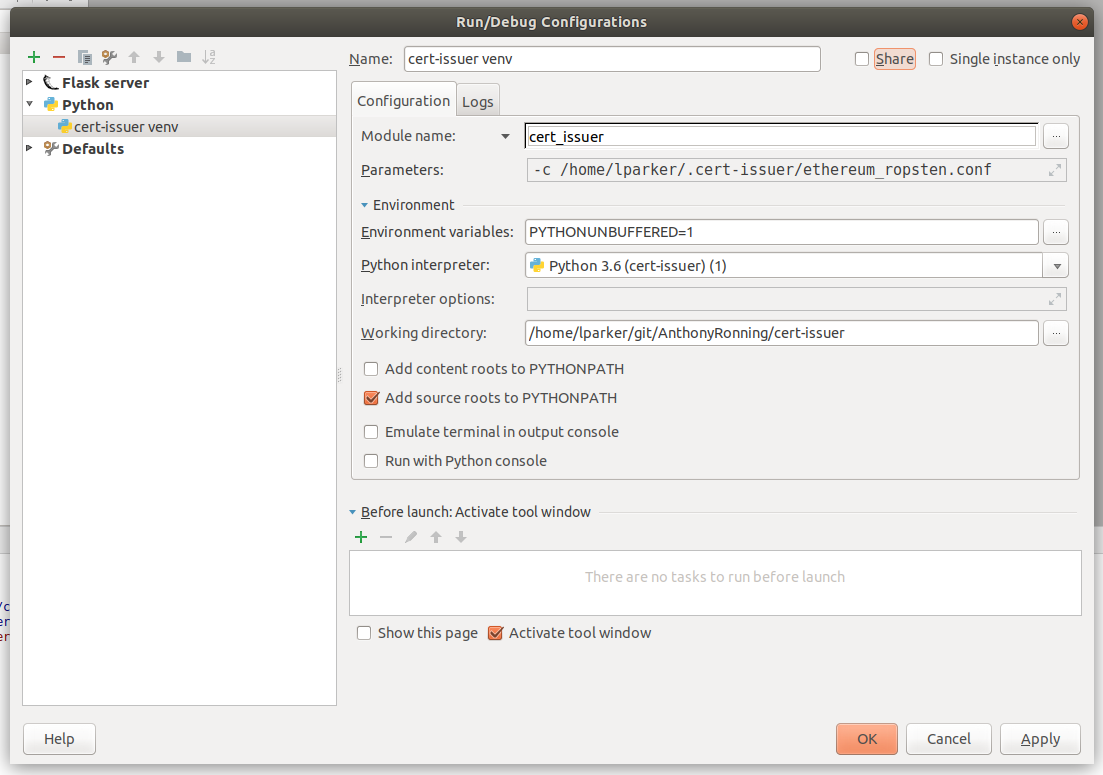 Run/Debug Configurations
Name: cert-issuer venv Share Single instance only
Flask server
Python
cert-issuer venv
Defaults
Configuration Logs
Module name: cert_issuer ...
Parameters: -c /home/lparker/.cert-issuer/ethereum_ropsten.conf
Environment
Environment variables: PYTHONUNBUFFERED=1 ...
Python interpreter: Python 3.6 (cert-issuer) (1)
Interpreter options:
Working directory: /home/lparker/git/AnthonyRonning/cert-issuer ...
Add content roots to PYTHONPATH
Add source roots to PYTHONPATH
Emulate terminal in output console
Run with Python console
Before launch: Activate tool window
There are no tasks to run before launch
Show this page Activate tool window
/c
er
er
Help OK Cancel Apply